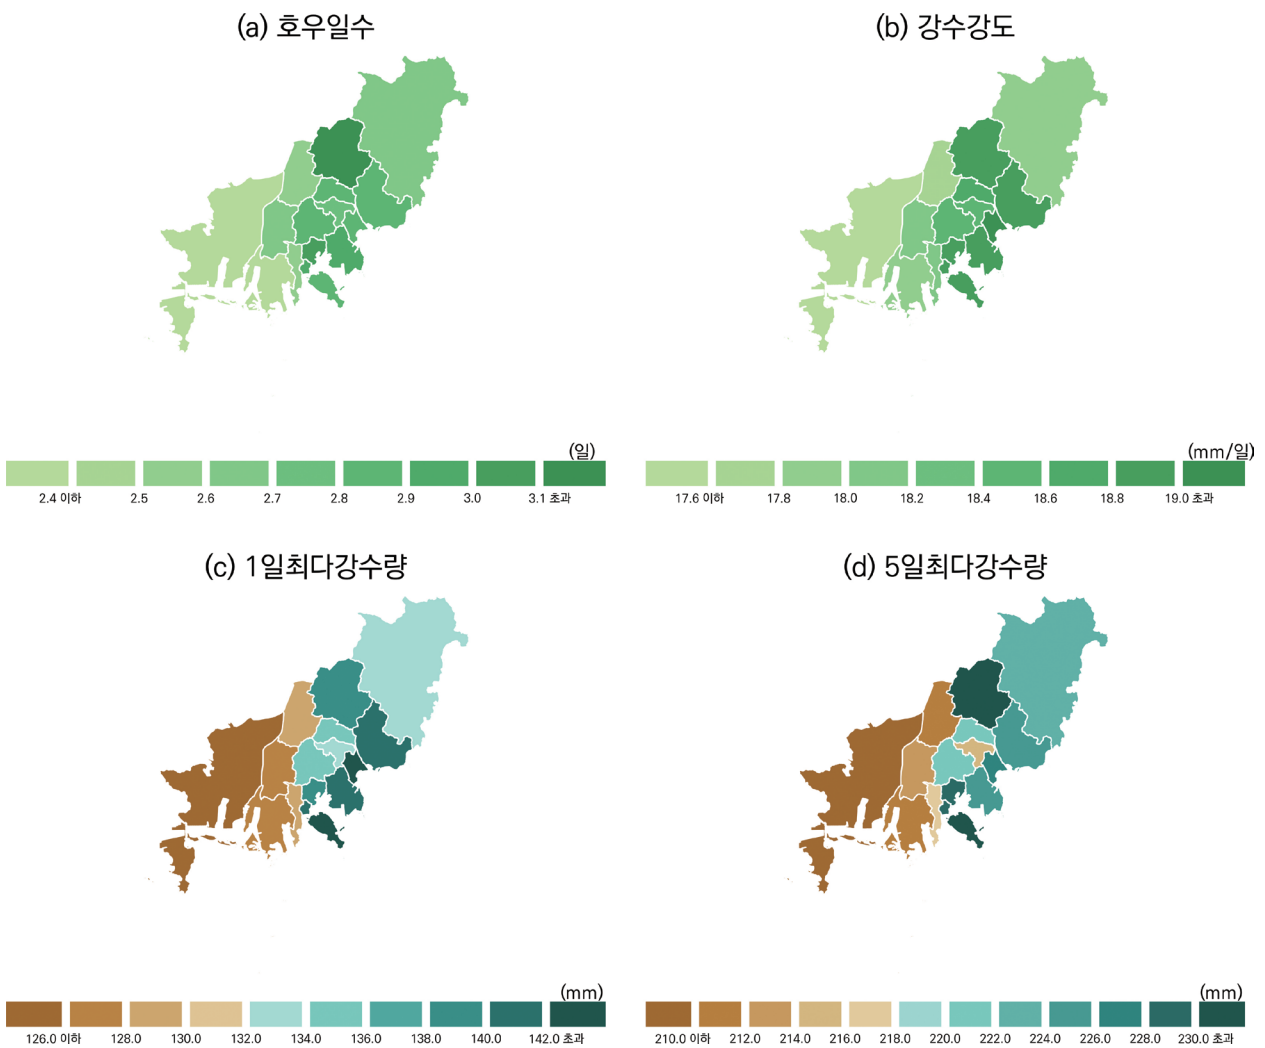 (a) 호우일수
(b) 강수강도
(일)
2.4 이하 2.5 2.6 2.7 2.8 2.9 3.0 3.1 초과
(mm/일)
17.6 이하 17.8 18.0 18.2 18.4 18.6 18.8 19.0 초과
(c) 1일최다강수량
(d) 5일최다강수량
(mm)
126.0 이하 128.0 130.0 132.0 134.0 136.0 138.0 140.0 142.0 초과
(mm)
210.0 이하 212.0 214.0 216.0 218.0 220.0 222.0 224.0 226.0 228.0 230.0 초과